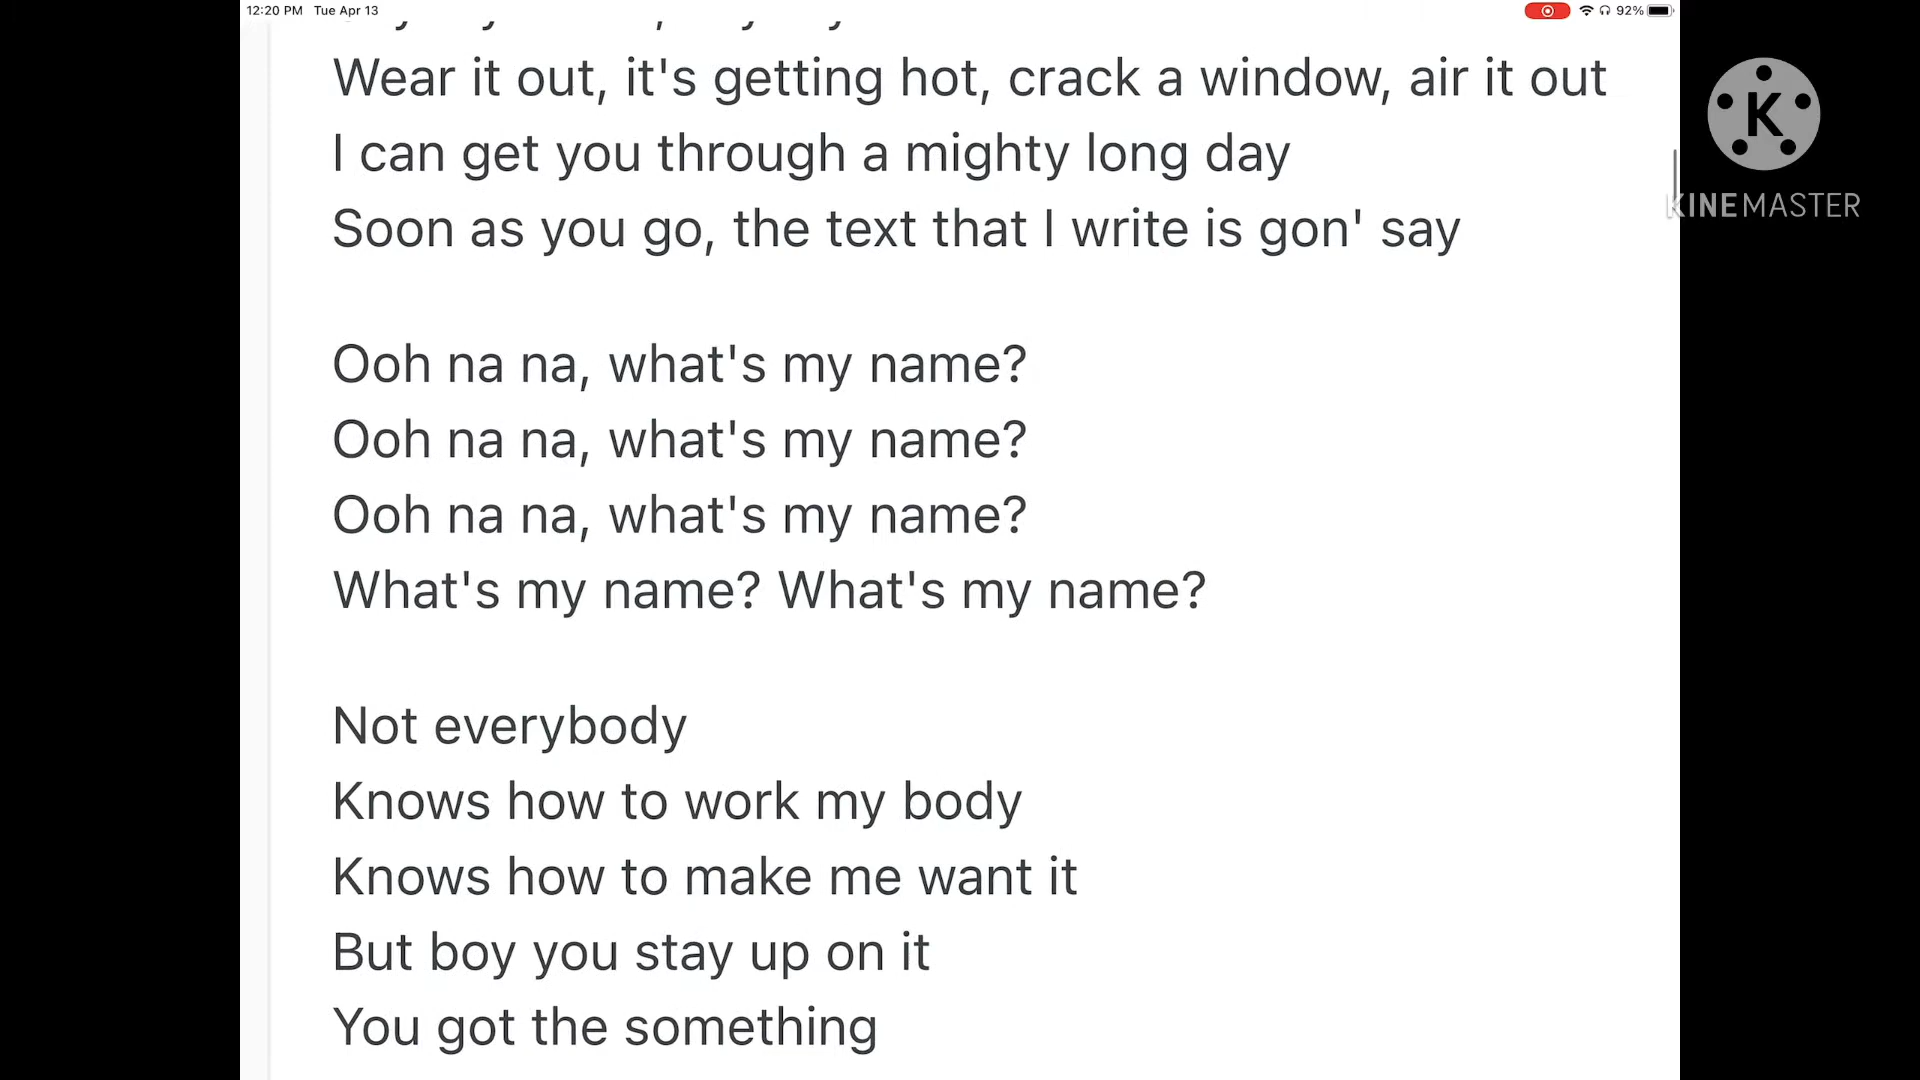 12:20 PM Tue Apr 13
92%
Wear it out, it's getting hot, crack a window, air it out
I can get you through a mighty long day
Soon as you go, the text that I write is gon' say
Ooh na na, what's my name?
Ooh na na, what's my name?
Ooh na na, what's my name?
What's my name? What's my name?
Not everybody
Knows how to work my body
Knows how to make me want it
But boy you stay up on it
You got the something
K
KINEMASTER